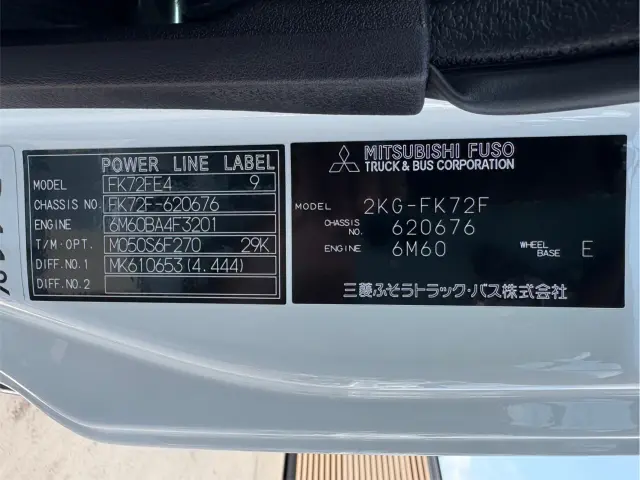 POWER LINE LABEL
MODEL FK72FE4 9
CHASSIS NO. FK72F-620676
ENGINE 6M60BA4F3201
T/M·OPT. M050S6F270 29K
DIFF.NO.1 MK610653(4.444)
DIFF.NO.2
MITSUBISHI FUSO
TRUCK & BUS CORPORATION
MODEL 2KG-FK72F
CHASSIS NO. 620676
ENGINE 6M60 WHEEL BASE E
三菱ふそうトラック・バス株式会社